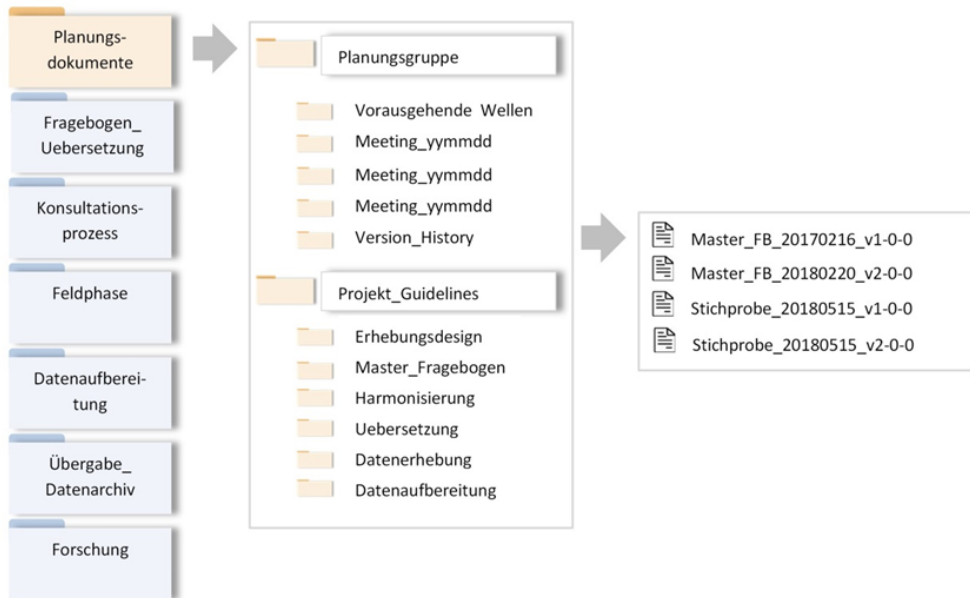 Planungs-
dokumente
Fragebogen_
Uebersetzung
Konsultations-
prozess
Feldphase
Datenaufberei-
tung
Übergabe_
Datenarchiv
Forschung
Planungsgruppe
Vorausgehende Wellen
Meeting_yymmdd
Meeting_yymmdd
Meeting_yymmdd
Version_History
Projekt_Guidelines
Erhebungsdesign
Master_Fragebogen
Harmonisierung
Uebersetzung
Datenerhebung
Datenaufbereitung
Master_FB_20170216_v1-0-0
Master_FB_20180220_v2-0-0
Stichprobe_20180515_v1-0-0
Stichprobe_20180515_v2-0-0